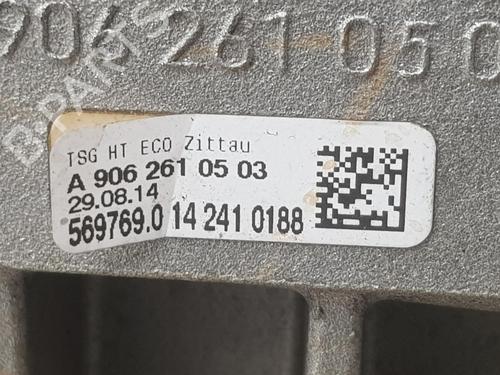 906 261 05 0
B-PARTS
TSG HT ECO Zittau
A 906 261 05 03
29.08.14
569769.0 14 241 0188